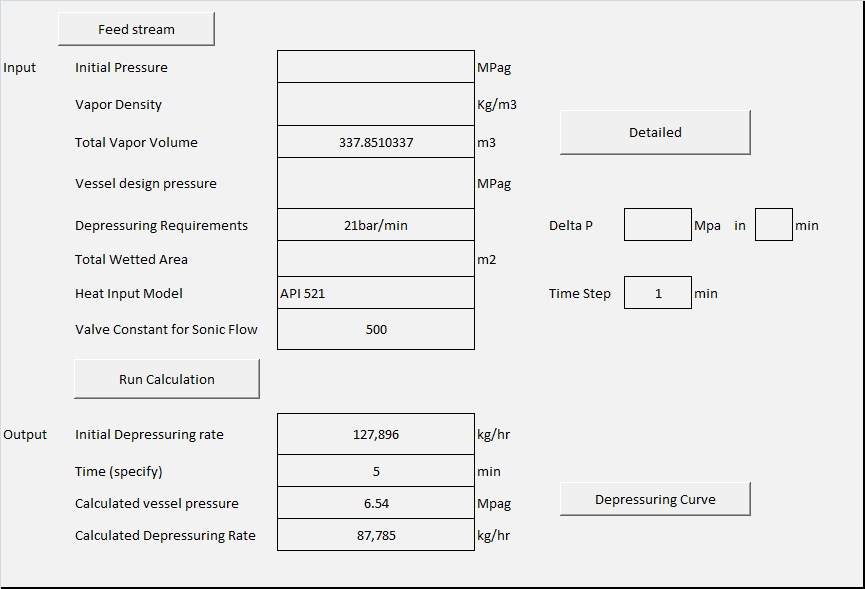 Feed stream
Input Initial Pressure MPag
Vapor Density Kg/m3
Total Vapor Volume 337.8510337 m3 Detailed
Vessel design pressure MPag
Depressuring Requirements 21bar/min Delta P Mpa in min
Total Wetted Area m2
Heat Input Model API 521 Time Step 1 min
Valve Constant for Sonic Flow 500
Run Calculation
Output Initial Depressuring rate 127,896 kg/hr
Time (specify) 5 min
Calculated vessel pressure 6.54 Mpag Depressuring Curve
Calculated Depressuring Rate 87,785 kg/hr